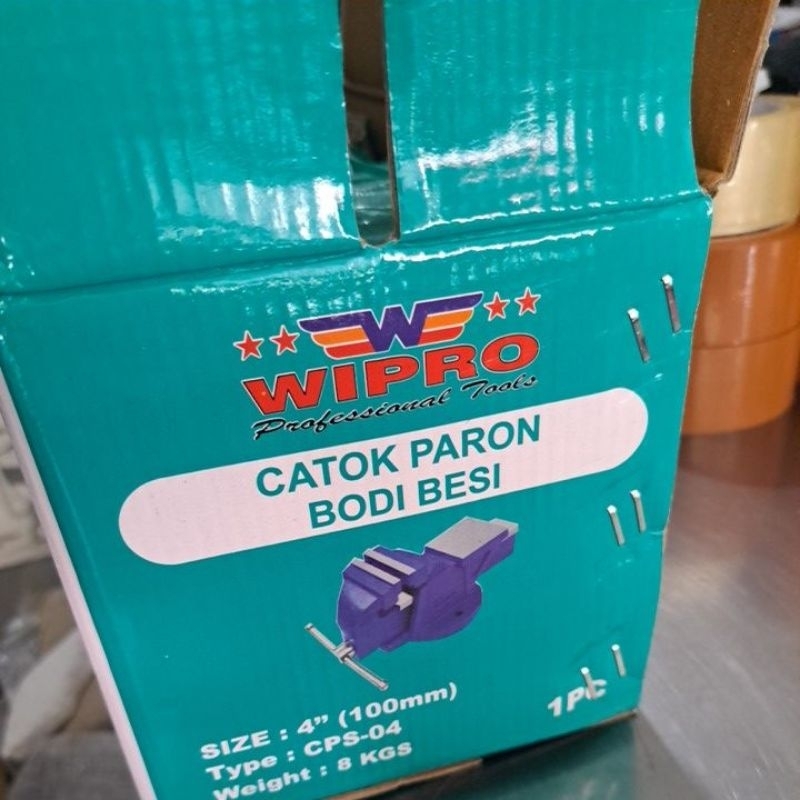 W
WIPRO
Professional Tools
CATOK PARON
BODI BESI
SIZE : 4" (100mm)
Type : CPS-04
Weight : 8 KGS
1PC